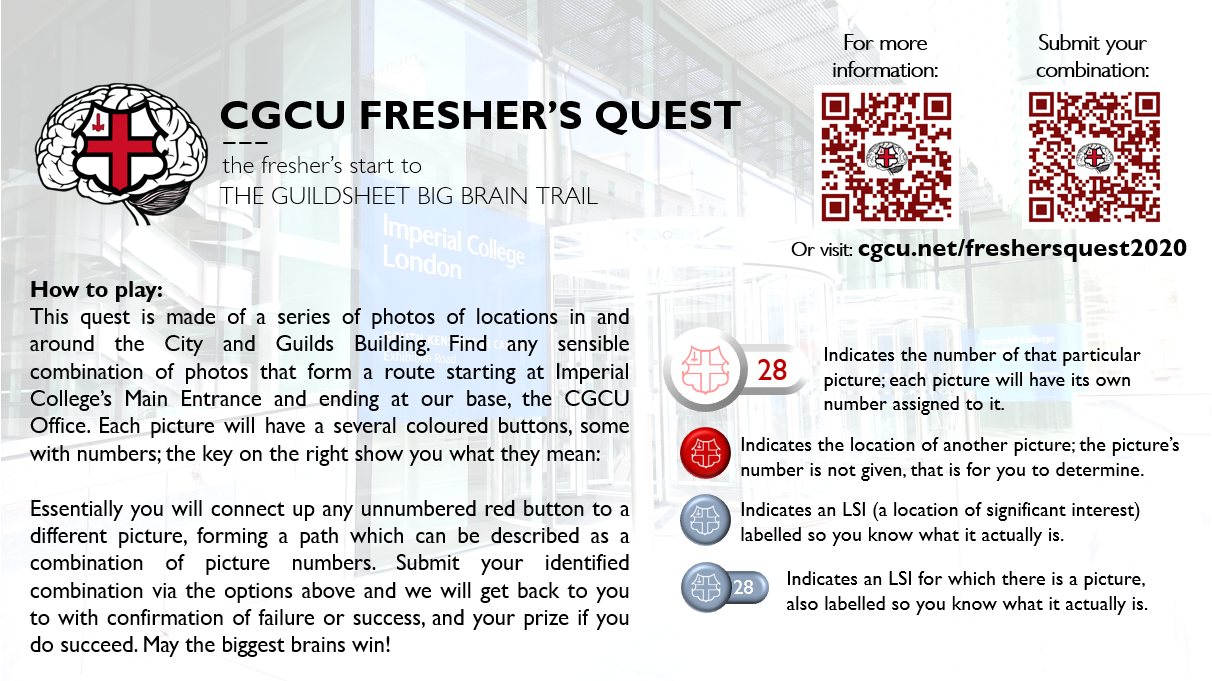 For more
information:
Submit your
combination:
CGCU FRESHER'S QUEST
the fresher's start to
THE GUILDSHEET BIG BRAIN TRAIL
Or visit: cgcu.net/freshersquest2020
Imperial College
London
Exhibition Road
How to play:
This quest is made of a series of photos of locations in and
around the City and Guilds Building. Find any sensible
combination of photos that form a route starting at Imperial
College's Main Entrance and ending at our base, the CGCU
Office. Each picture will have a several coloured buttons, some
with numbers; the key on the right show you what they mean:
Essentially you will connect up any unnumbered red button to a
different picture, forming a path which can be described as a
combination of picture numbers. Submit your identified
combination via the options above and we will get back to you
to with confirmation of failure or success, and your prize if you
do succeed. May the biggest brains win!
28
Indicates the number of that particular
picture; each picture will have its own
number assigned to it.
Indicates the location of another picture; the picture's
number is not given, that is for you to determine.
Indicates an LSI (a location of significant interest)
labelled so you know what it actually is.
28
Indicates an LSI for which there is a picture,
also labelled so you know what it actually is.